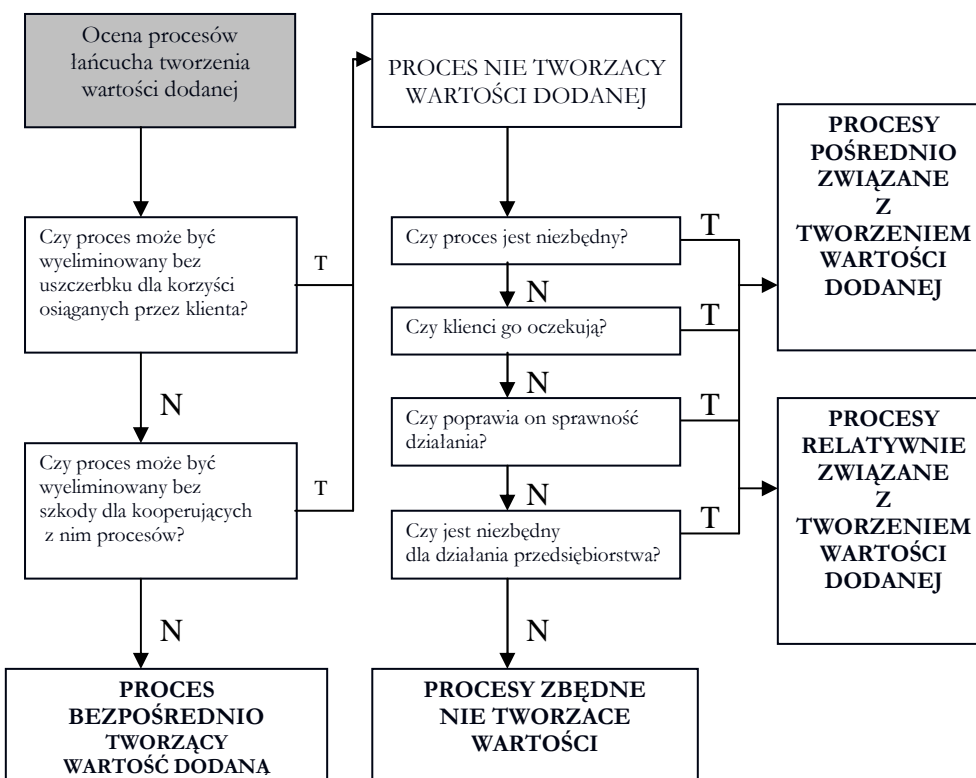 Ocena procesów
łańcucha tworzenia
wartości dodanej
PROCES NIE TWORZACY
WARTOŚCI DODANEJ
PROCESY
POŚREDNIO
ZWIĄZANE
Z
TWORZENIEM
WARTOŚCI
DODANEJ
Czy proces może być
wyeliminowany bez
uszczerbku dla korzyści
osiąganych przez klienta?
T
Czy proces jest niezbędny?
T
N
Czy klienci go oczekują?
T
N
N
Czy poprawia on sprawność
działania?
T
PROCESY
RELATYWNIE
ZWIĄZANE
Z
TWORZENIEM
WARTOŚCI
DODANEJ
Czy proces może być
wyeliminowany bez
szkody dla kooperujących
z nim procesów?
T
N
Czy jest niezbędny
dla działania przedsiębiorstwa?
T
N
N
PROCES
BEZPOŚREDNIO
TWORZĄCY
WARTOŚĆ DODANĄ
PROCESY ZBĘDNE
NIE TWORZACE
WARTOŚCI